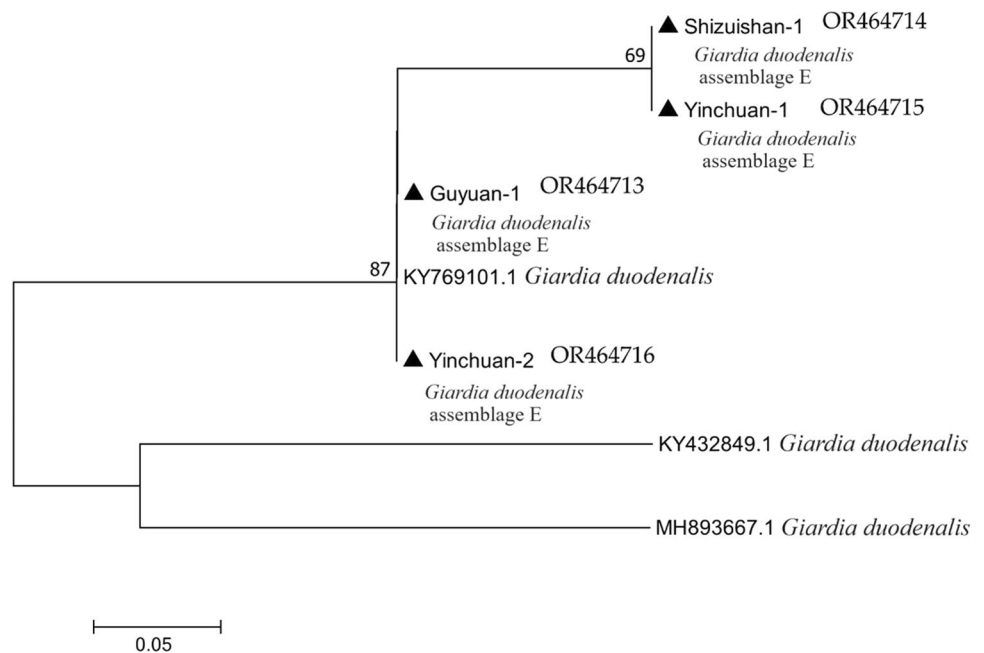 ▲ Shizuishan-1 OR464714
69
Giardia duodenalis
assemblage E
▲ Yinchuan-1 OR464715
Giardia duodenalis
assemblage E
▲ Guyuan-1 OR464713
Giardia duodenalis
assemblage E
87
KY769101.1 Giardia duodenalis
▲ Yinchuan-2 OR464716
Giardia duodenalis
assemblage E
KY432849.1 Giardia duodenalis
MH893667.1 Giardia duodenalis
0.05